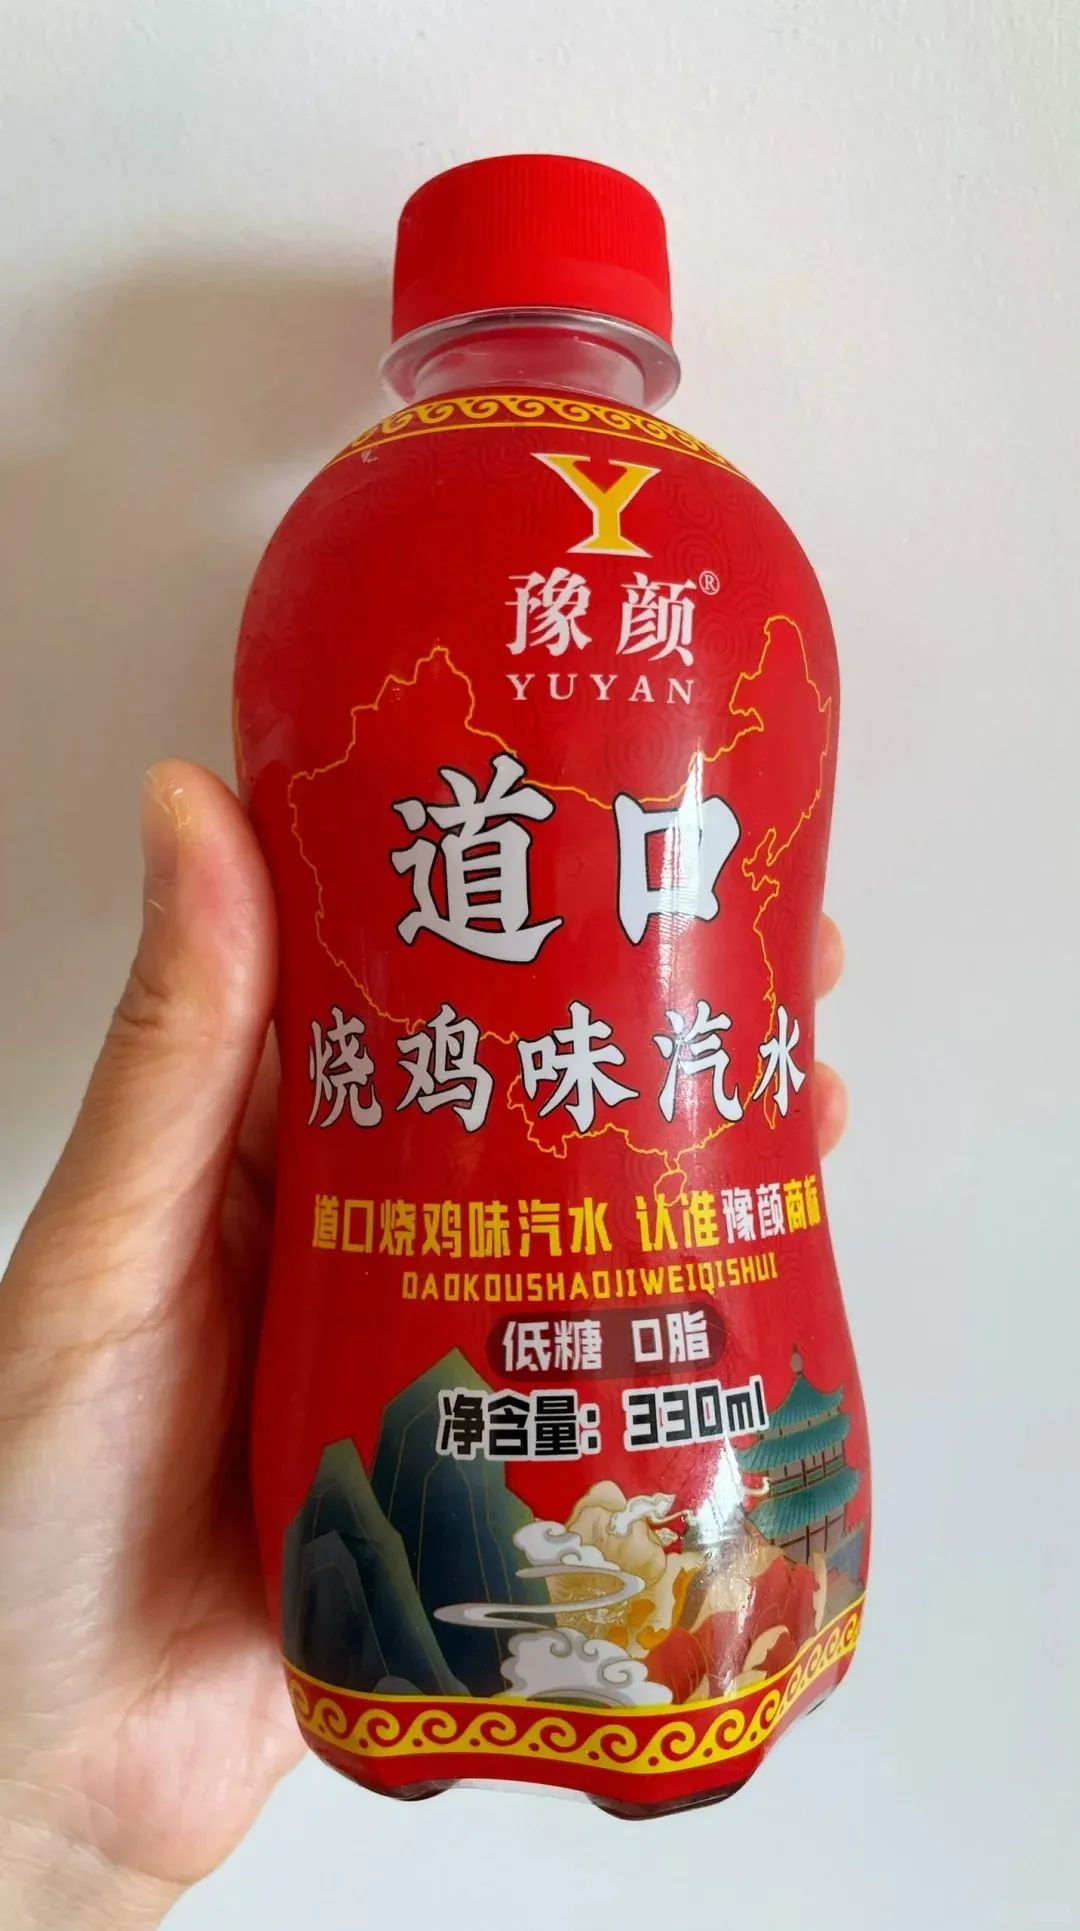 Y
豫颜®
YUYAN
道口
烧鸡味汽水
道口烧鸡味汽水 认准豫颜商标
DAOKOUSHAOJIWEIQISHUI
低糖 0脂
净含量：330ml